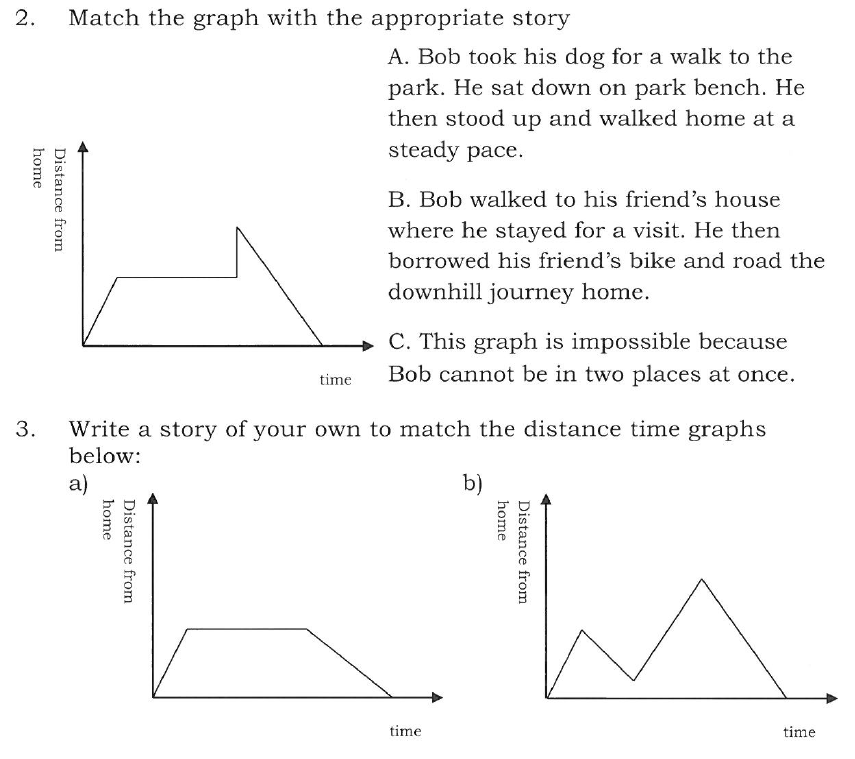 2. Match the graph with the appropriate story
A. Bob took his dog for a walk to the
park. He sat down on park bench. He
then stood up and walked home at a
steady pace.
Distance from
home
B. Bob walked to his friend's house
where he stayed for a visit. He then
borrowed his friend's bike and road the
downhill journey home.
C. This graph is impossible because
Bob cannot be in two places at once.
time
3. Write a story of your own to match the distance time graphs
below:
a)
Distance from
home
time
b)
Distance from
home
time